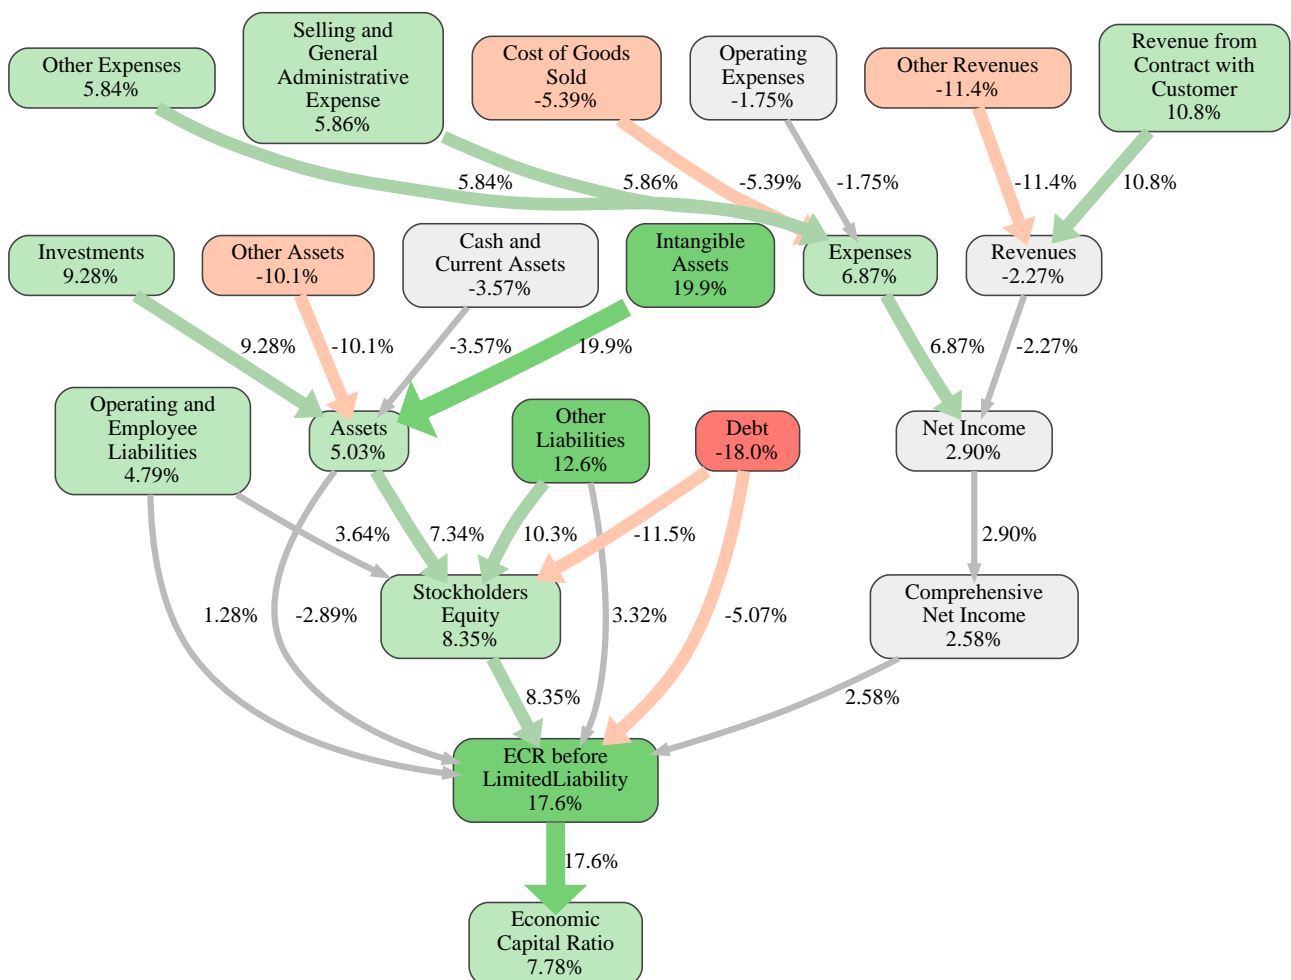 Other Expenses
5.84%
Selling and
General
Administrative
Expense
5.86%
Cost of Goods
Sold
-5.39%
Operating
Expenses
-1.75%
Other Revenues
-11.4%
Revenue from
Contract with
Customer
10.8%
5.84%
5.86%
-5.39%
-1.75%
-11.4%
10.8%
Investments
9.28%
Other Assets
-10.1%
Cash and
Current Assets
-3.57%
Intangible
Assets
19.9%
Expenses
6.87%
Revenues
-2.27%
9.28%
-10.1%
-3.57%
19.9%
6.87%
-2.27%
Operating and
Employee
Liabilities
4.79%
Assets
5.03%
Other
Liabilities
12.6%
Debt
-18.0%
Net Income
2.90%
3.64%
7.34%
10.3%
-11.5%
2.90%
1.28%
-2.89%
Stockholders
Equity
8.35%
3.32%
-5.07%
Comprehensive
Net Income
2.58%
8.35%
2.58%
ECR before
LimitedLiability
17.6%
17.6%
Economic
Capital Ratio
7.78%